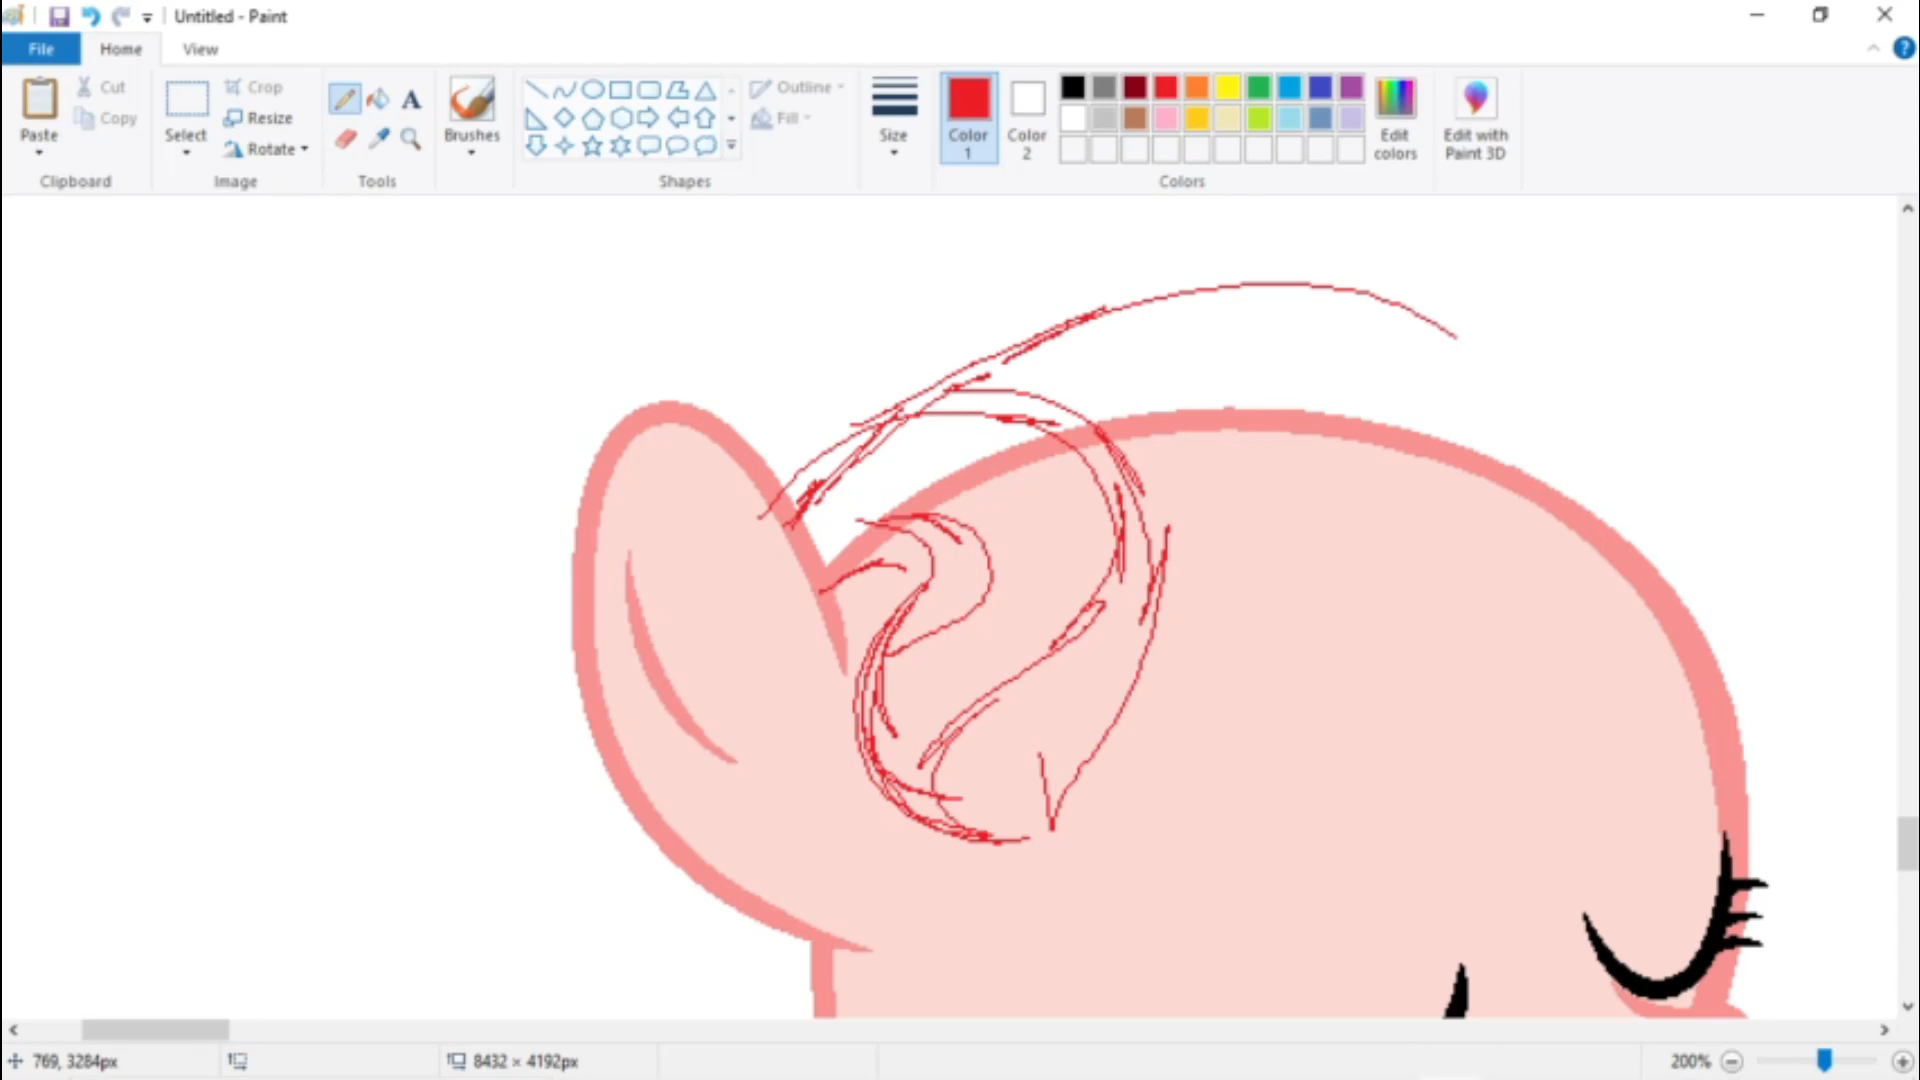 Untitled - Paint
File Home View
Paste
Cut
Copy
Clipboard
Select
Crop
Resize
Rotate
Image
A
Tools
Brushes
Shapes
Outline
Fill
Size
Color 1
Color 2
Edit colors
Colors
Edit with Paint 3D
769, 3284px
8432 × 4192px
200%